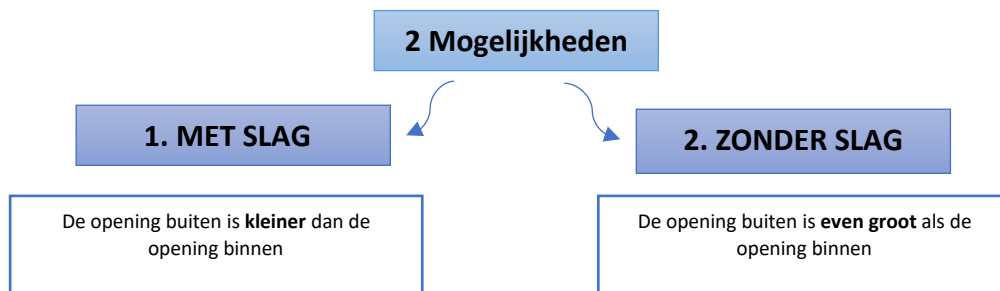 2 Mogelijkheden
1. MET SLAG
2. ZONDER SLAG
De opening buiten is kleiner dan de
opening binnen
De opening buiten is even groot als de
opening binnen